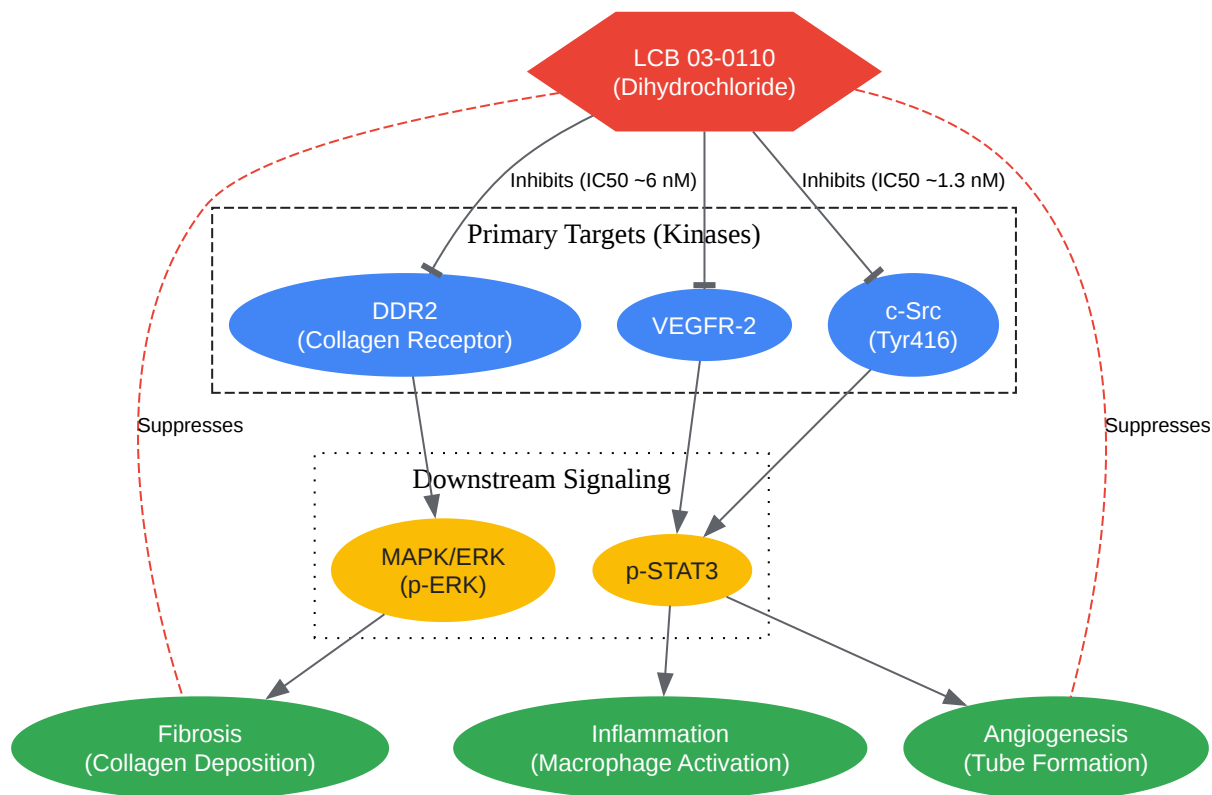 LCB 03-0110
(Dihydrochloride)
Inhibits (IC50 ~6 nM)
Inhibits (IC50 ~1.3 nM)
Primary Targets (Kinases)
DDR2
(Collagen Receptor)
VEGFR-2
c-Src
(Tyr416)
Suppresses
Suppresses
Downstream Signaling
MAPK/ERK
(p-ERK)
p-STAT3
Fibrosis
(Collagen Deposition)
Inflammation
(Macrophage Activation)
Angiogenesis
(Tube Formation)